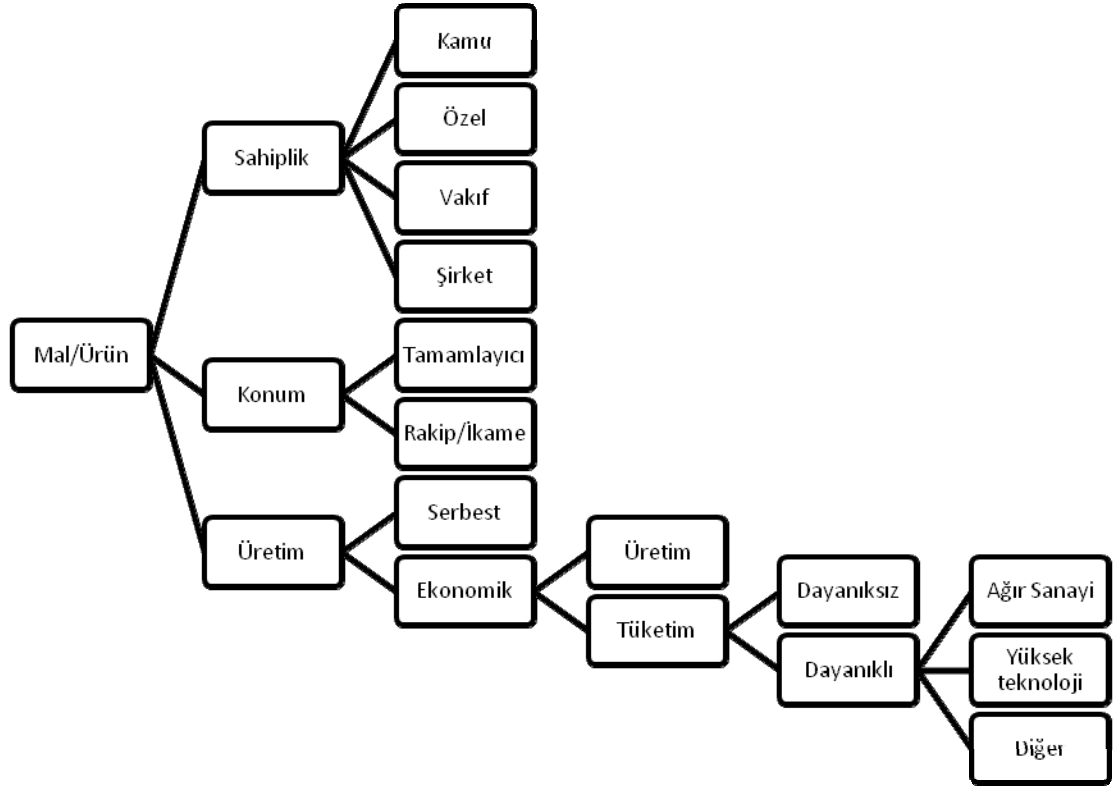 Mal/Ürün
Sahiplik
Kamu
Özel
Vakıf
Şirket
Konum
Tamamlayıcı
Rakip/İkame
Üretim
Serbest
Ekonomik
Üretim
Tüketim
Dayanıksız
Dayanıklı
Ağır Sanayi
Yüksek
teknoloji
Diğer